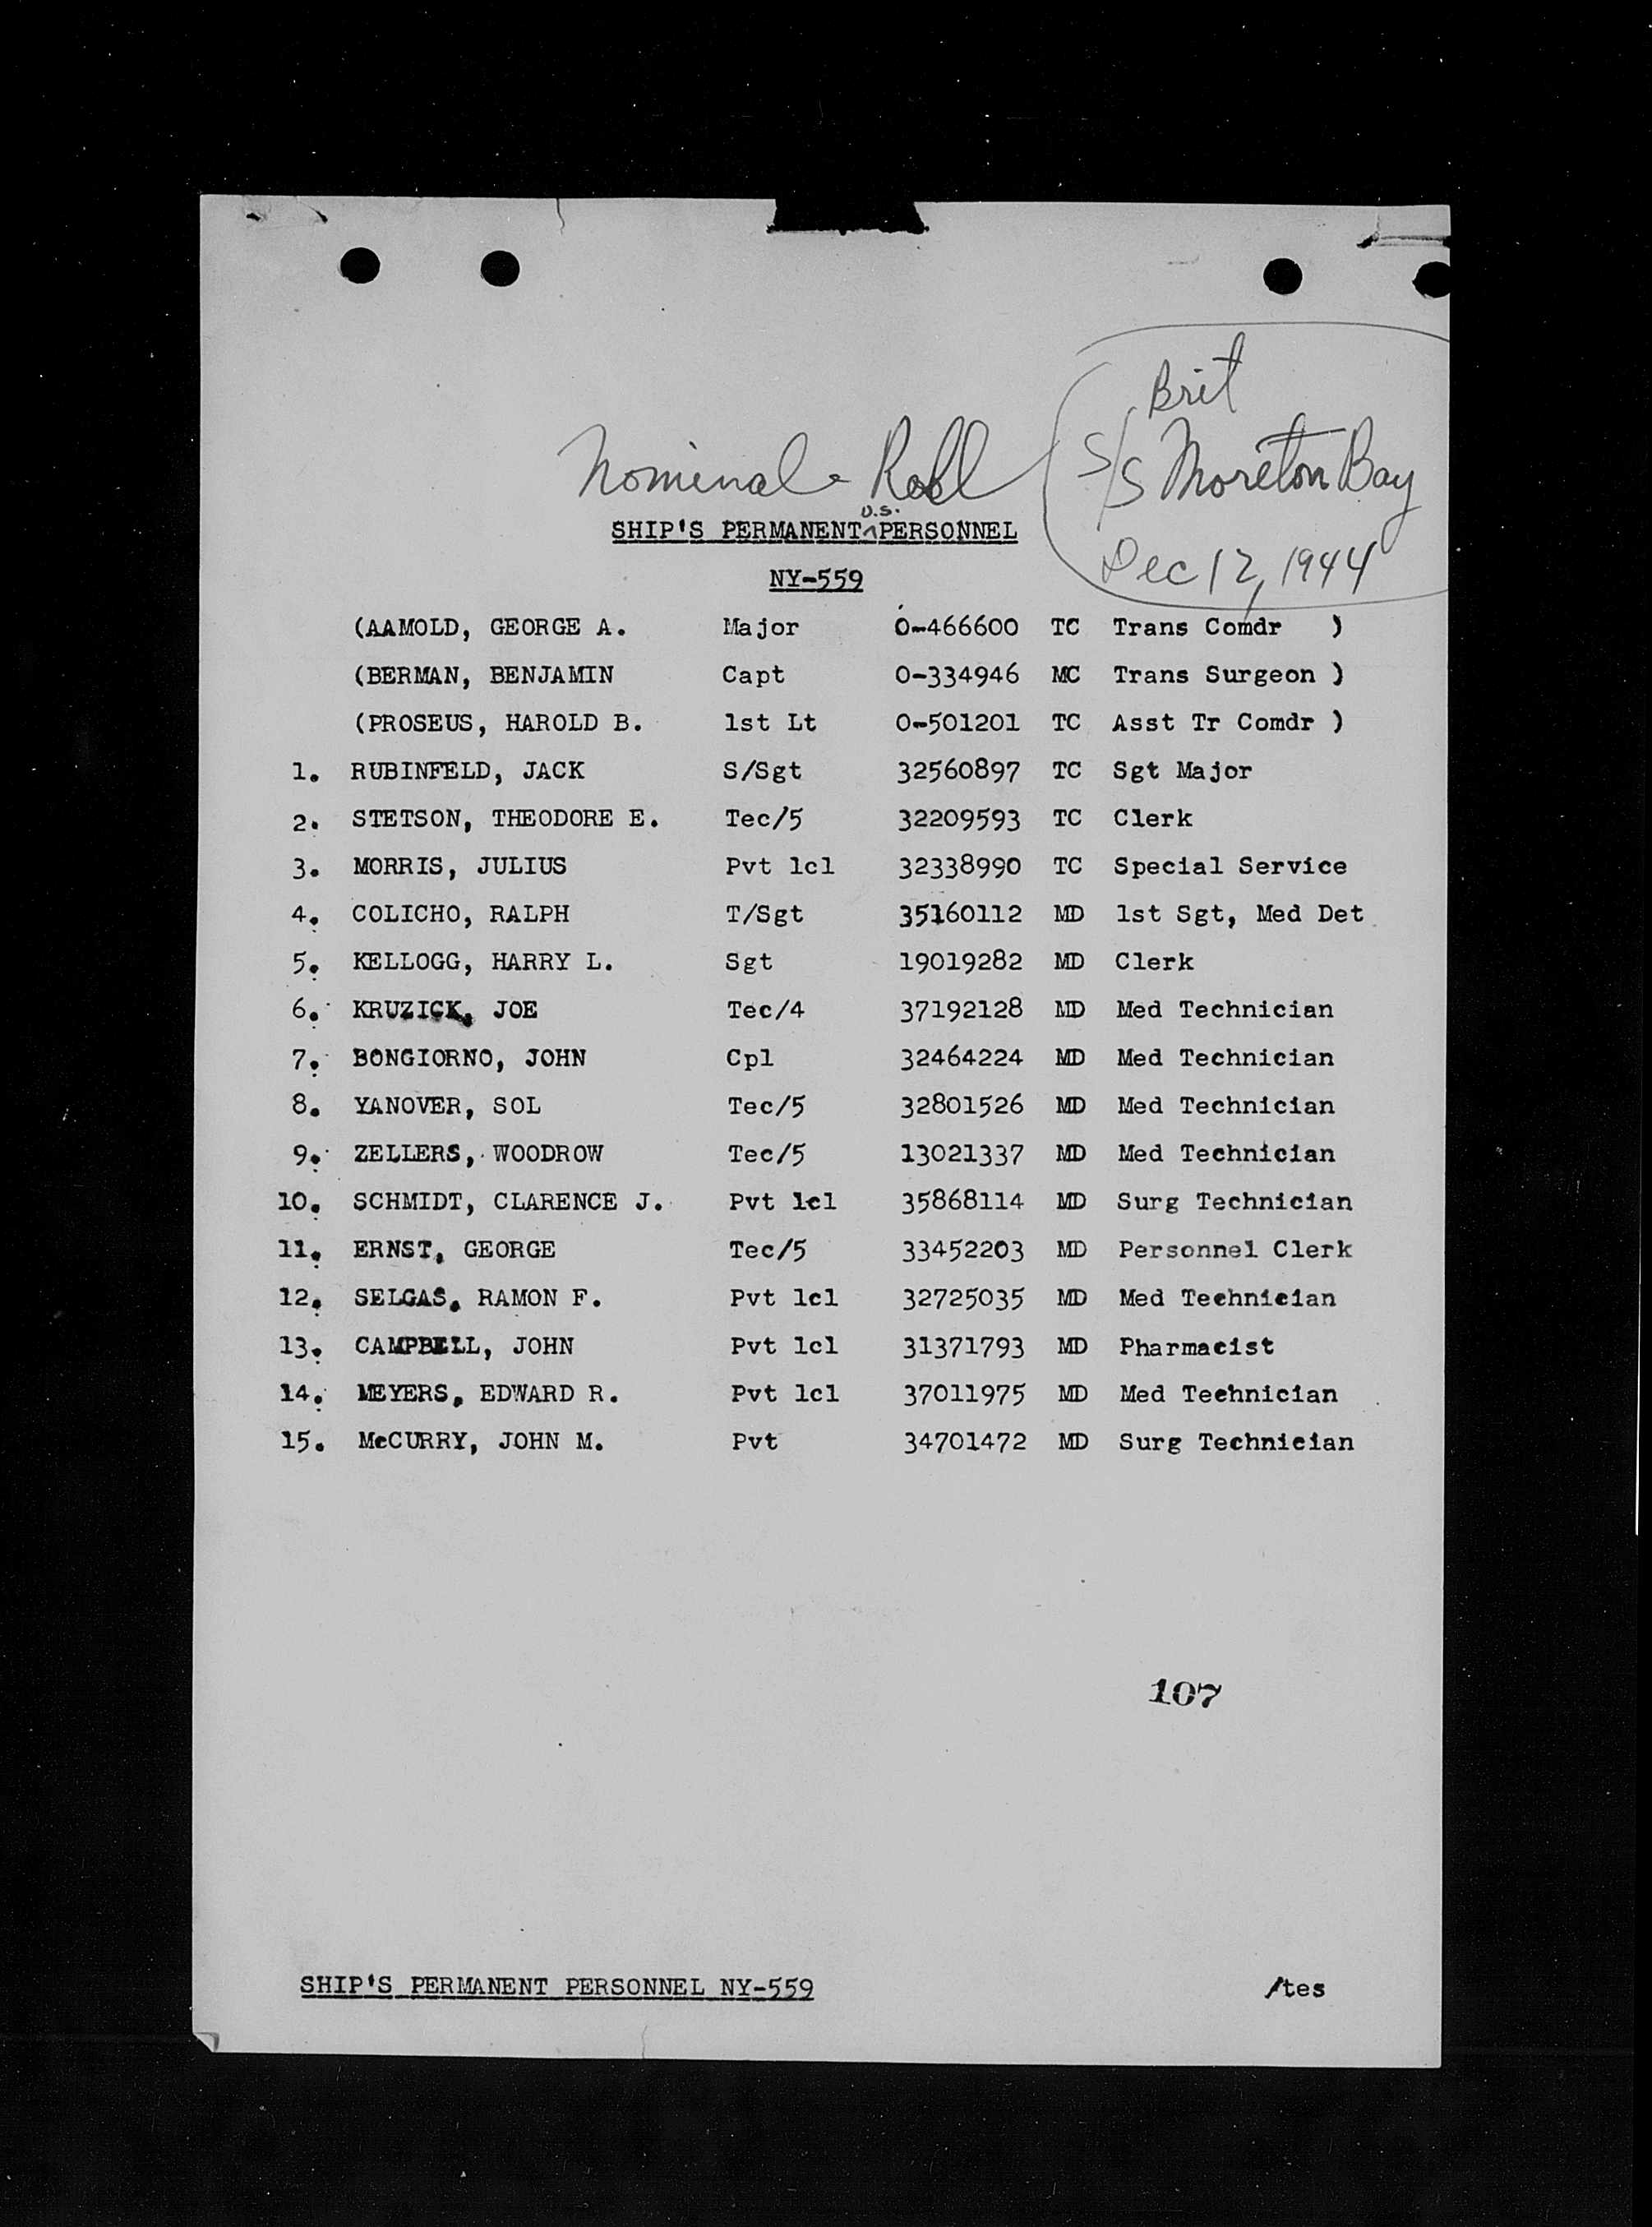 Brit
Nominal Roll
S/S Moreton Bay
U.S.
SHIP'S PERMANENT^PERSONNEL
Dec 12, 1944
NY-559
(AAMOLD, GEORGE A. Major O-466600 TC Trans Comdr )
(BERMAN, BENJAMIN Capt O-334946 MC Trans Surgeon )
(PROSEUS, HAROLD B. 1st Lt O-501201 TC Asst Tr Comdr )
1. RUBINFELD, JACK S/Sgt 32560897 TC Sgt Major
2. STETSON, THEODORE E. Tec/5 32209593 TC Clerk
3. MORRIS, JULIUS Pvt 1cl 32338990 TC Special Service
4. COLICHO, RALPH T/Sgt 35160112 MD 1st Sgt, Med Det
5. KELLOGG, HARRY L. Sgt 19019282 MD Clerk
6. KRUZICK, JOE Tec/4 37192128 MD Med Technician
7. BONGIORNO, JOHN Cpl 32464224 MD Med Technician
8. YANOVER, SOL Tec/5 32801526 MD Med Technician
9. ZELLERS, WOODROW Tec/5 13021337 MD Med Technician
10. SCHMIDT, CLARENCE J. Pvt 1cl 35868114 MD Surg Technician
11. ERNST, GEORGE Tec/5 33452203 MD Personnel Clerk
12. SELGAS, RAMON F. Pvt 1cl 32725035 MD Med Technician
13. CAMPBELL, JOHN Pvt 1cl 31371793 MD Pharmacist
14. MEYERS, EDWARD R. Pvt 1cl 37011975 MD Med Technician
15. McCURRY, JOHN M. Pvt 34701472 MD Surg Technician
107
SHIP'S PERMANENT PERSONNEL NY-559 /tes